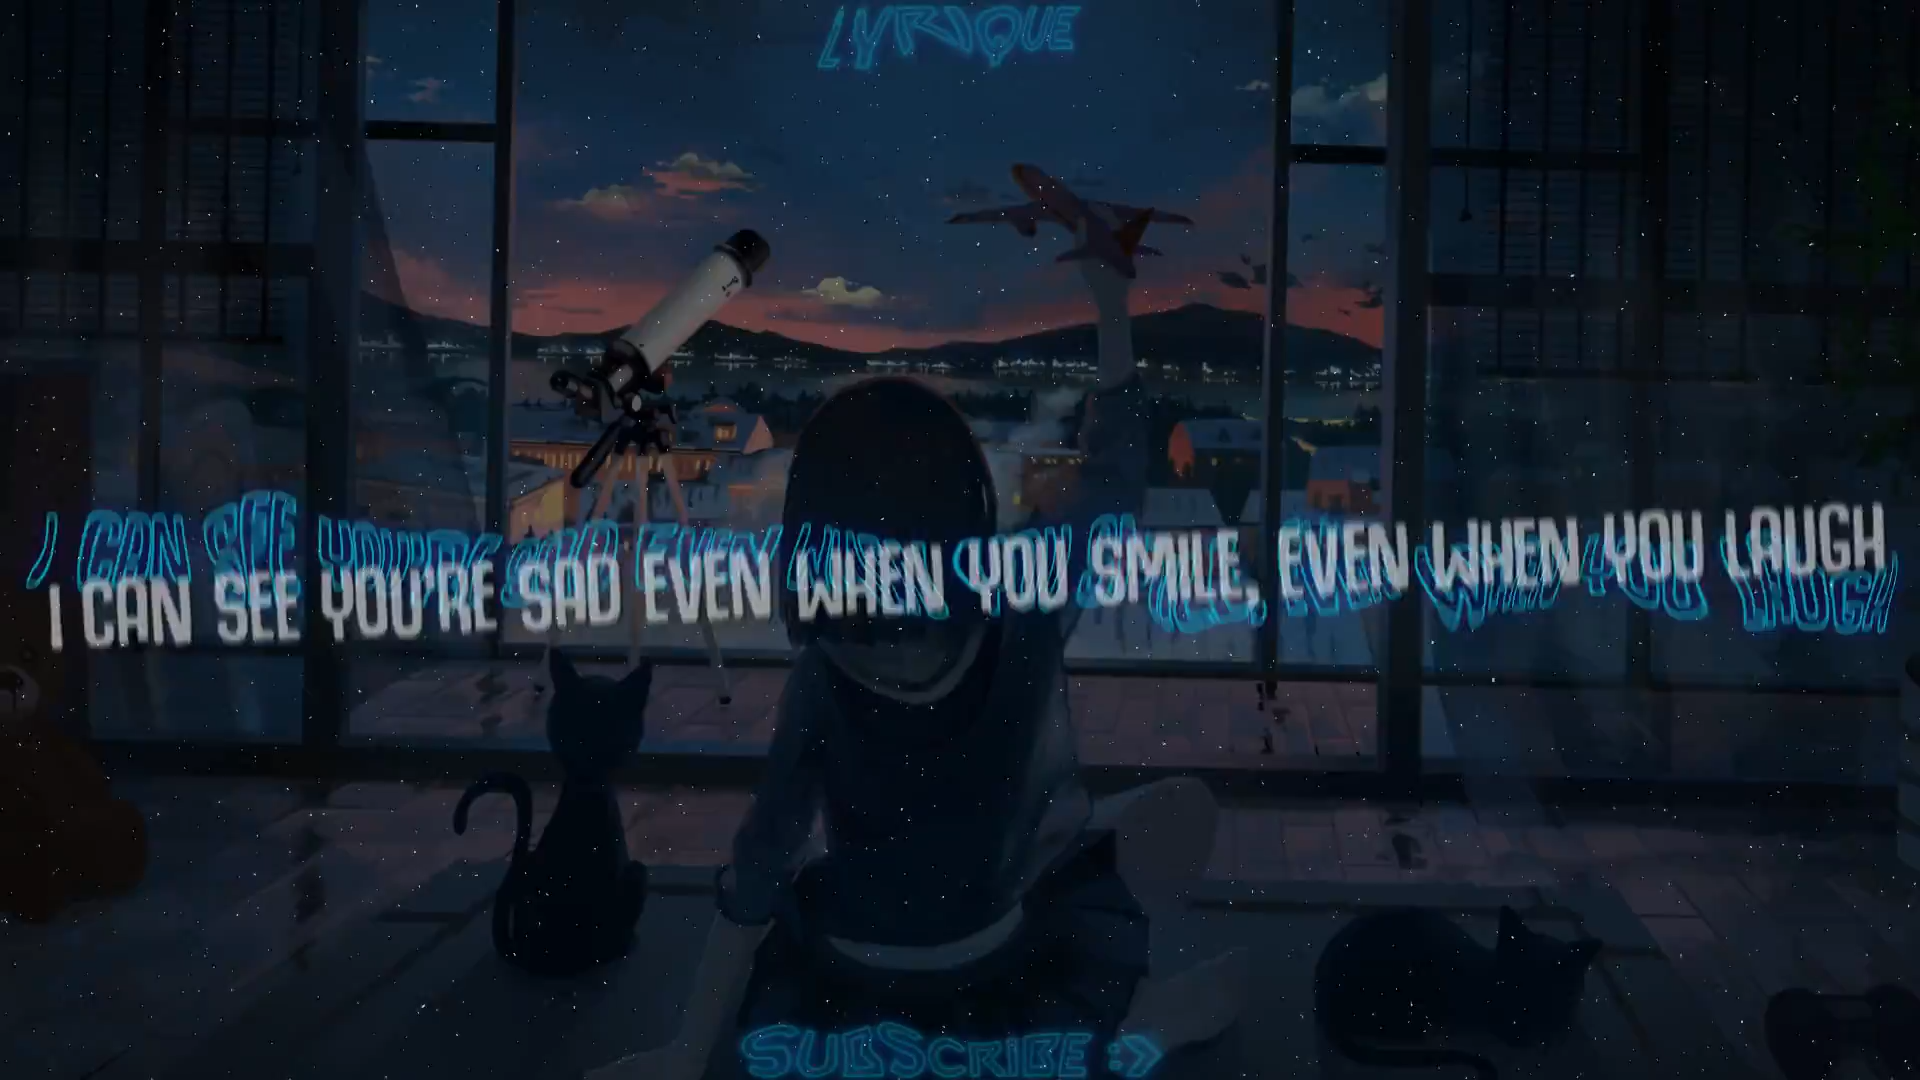 LYRIQUE
I CAN SEE YOU'RE SAD EVEN WHEN YOU SMILE, EVEN WHEN YOU LAUGH
SUBSCRIBE :>